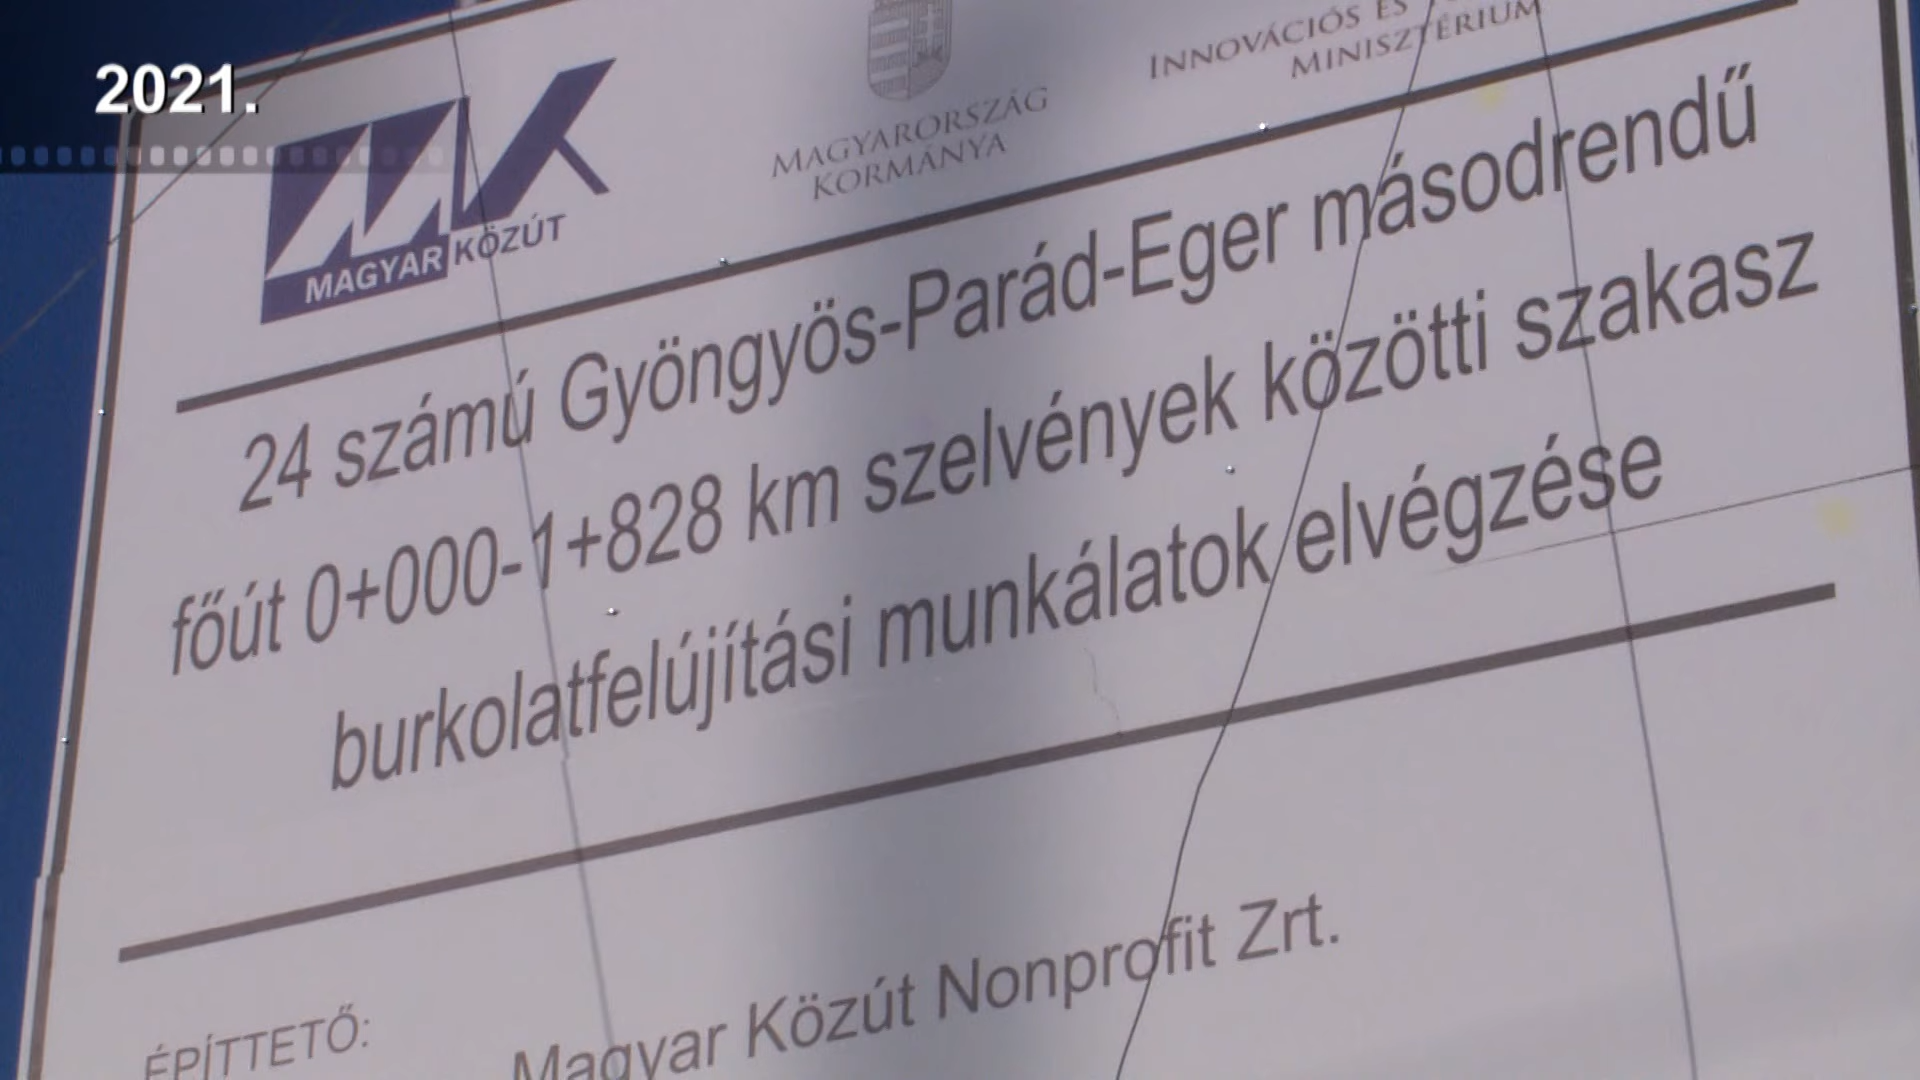 2021.
INNOVÁCIÓS ÉS
MINISZTÉRIUM
MAGYARORSZÁG
KORMÁNYA
MK
MAGYAR KÖZÚT
24 számú Gyöngyös-Parád-Eger másodrendű
főút 0+000-1+828 km szelvények közötti szakasz
burkolatfelújítási munkálatok elvégzése
ÉPÍTTETŐ:
Magyar Közút Nonprofit Zrt.